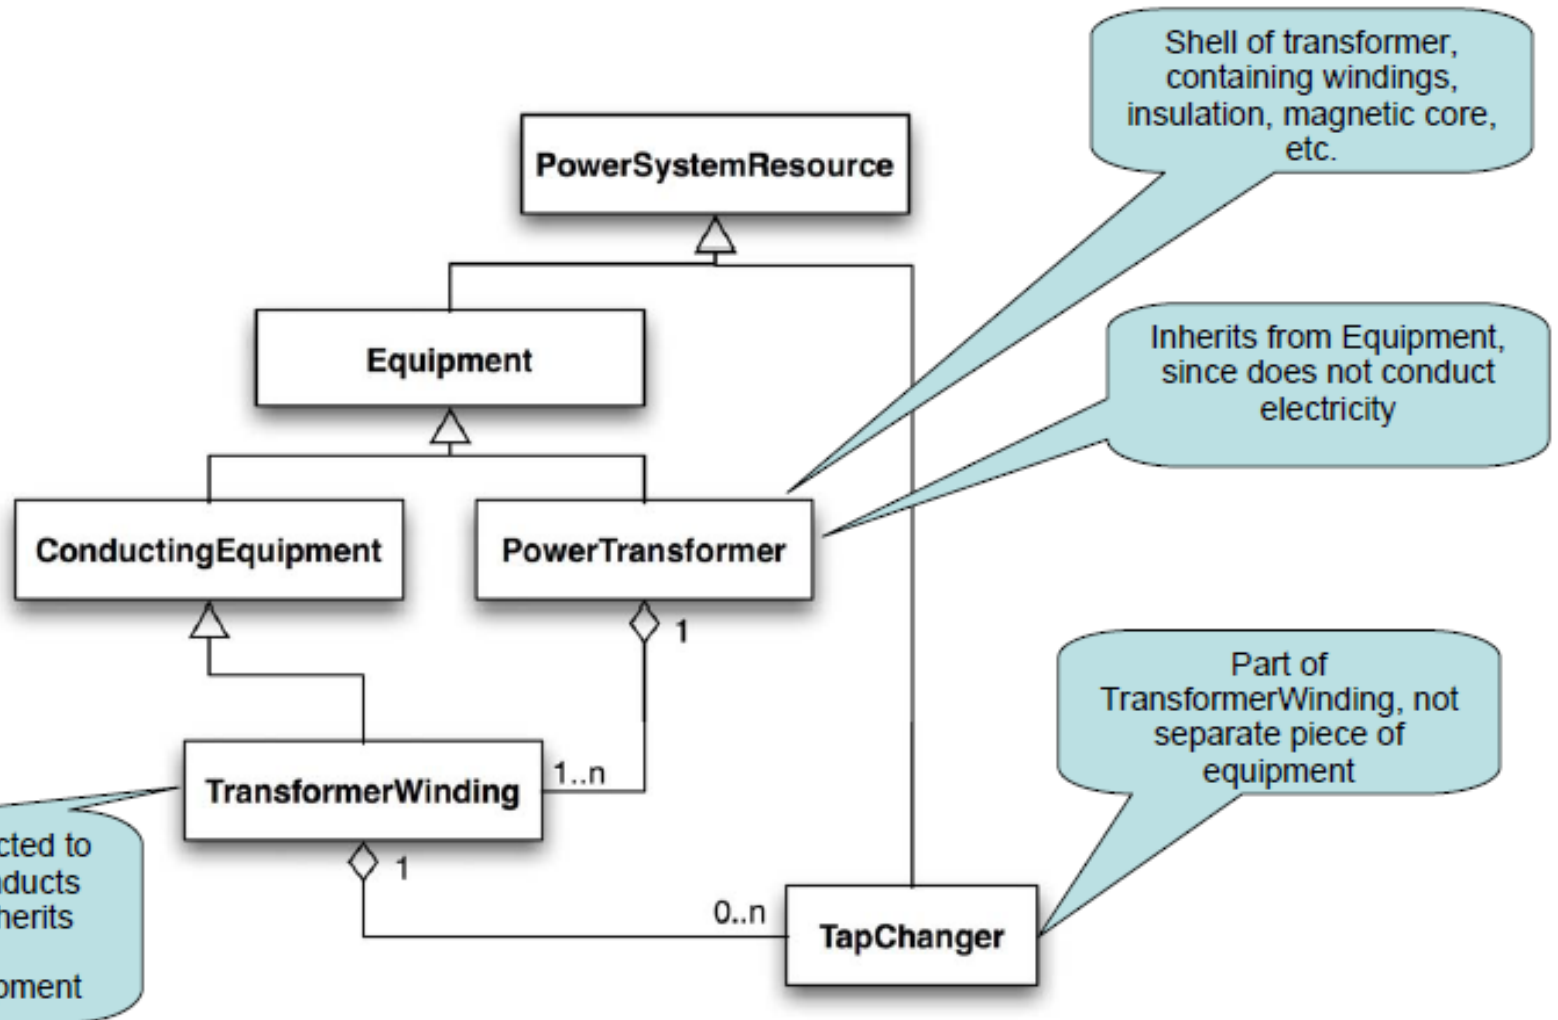 Shell of transformer,
containing windings,
insulation, magnetic core,
etc.
PowerSystemResource
Inherits from Equipment,
since does not conduct
electricity
Equipment
ConductingEquipment
PowerTransformer
1
Part of
TransformerWinding, not
separate piece of
equipment
TransformerWinding
1..n
to
1
0..n
TapChanger